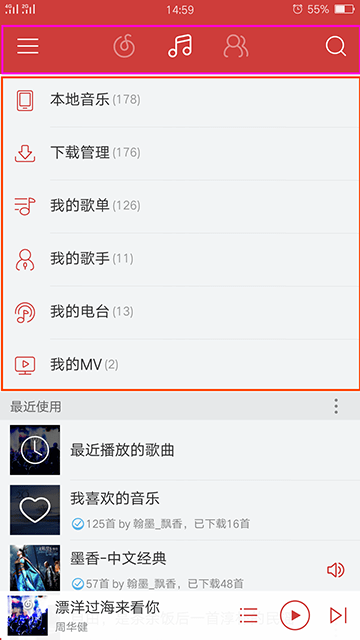 4G 2G 14:59 55%
本地音乐(178)
下载管理(176)
我的歌单(126)
我的歌手(11)
我的电台(13)
我的MV(2)
最近使用
最近播放的歌曲
我喜欢的音乐
125首 by 翰墨_飘香，已下载16首
墨香-中文经典
57首 by 翰墨_飘香，已下载48首
漂洋过海来看你
周华健